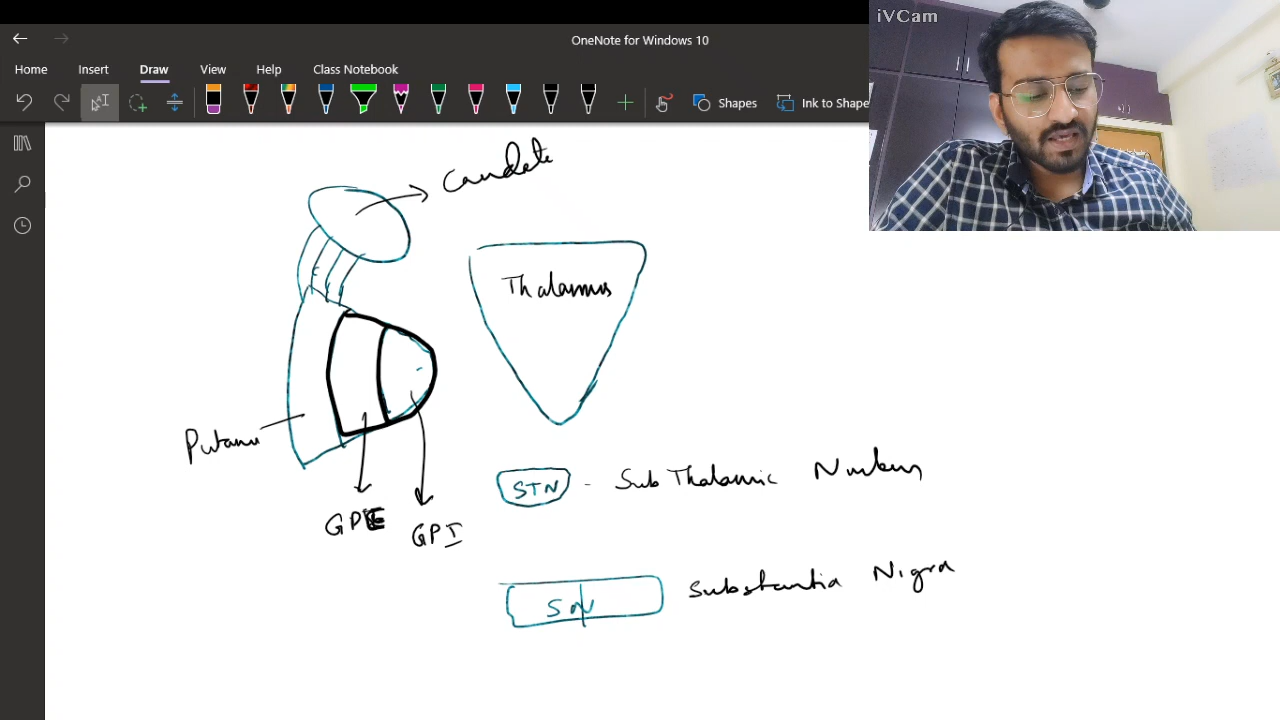 iVCam
OneNote for Windows 10
Home Insert Draw View Help Class Notebook
Shapes Ink to Shape
Caudate
Thalamus
Putamen
GPE
GPI
STN - Sub Thalamic Nucleus
SN Substantia Nigra